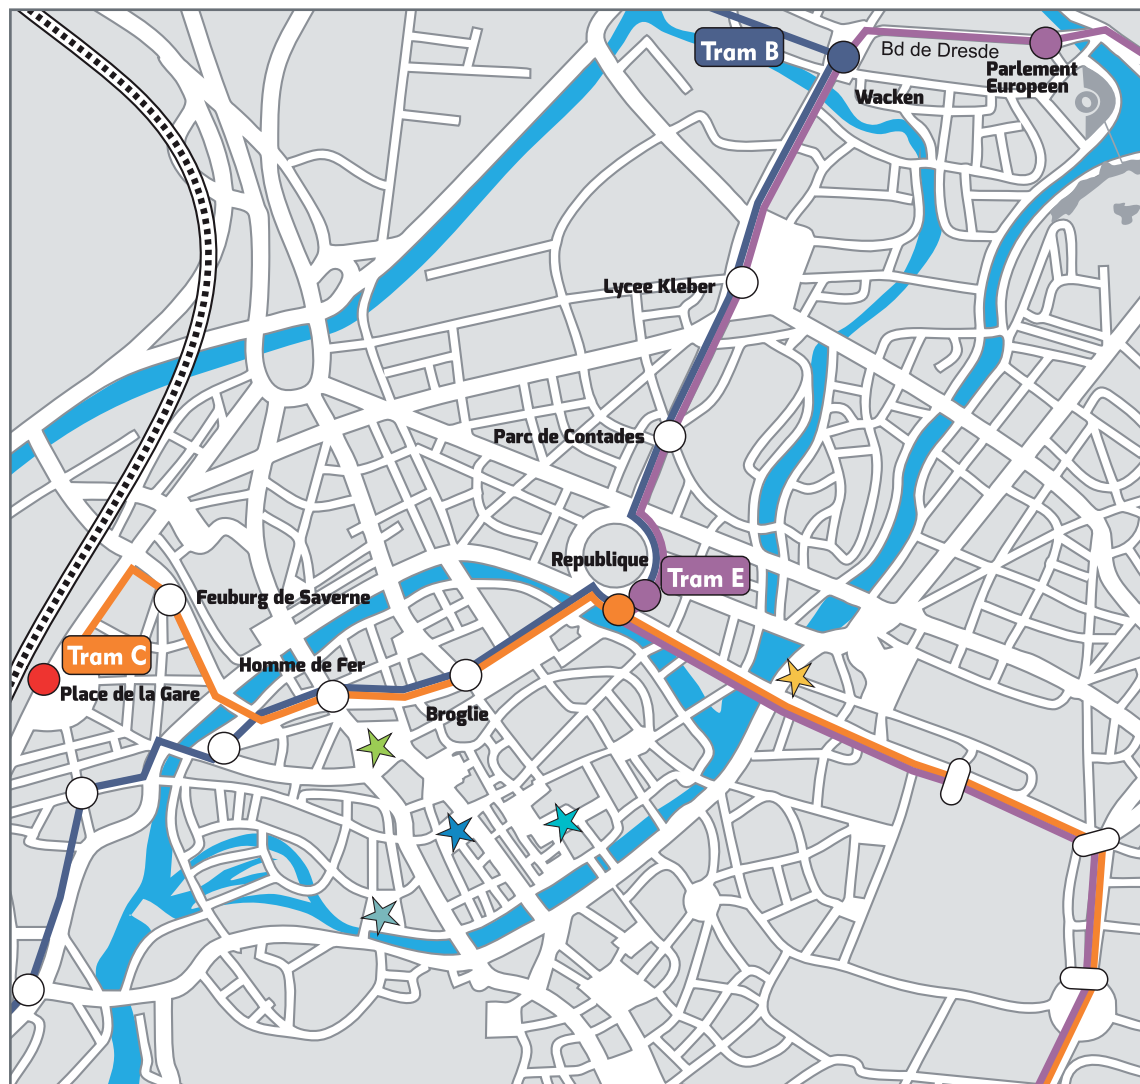 Tram B
Bd de Dresde
Parlement
Europeen
Wacken
Lycee Kleber
Parc de Contades
Republique
Tram E
Feuburg de Saverne
Tram C
Homme de Fer
Place de la Gare
Broglie